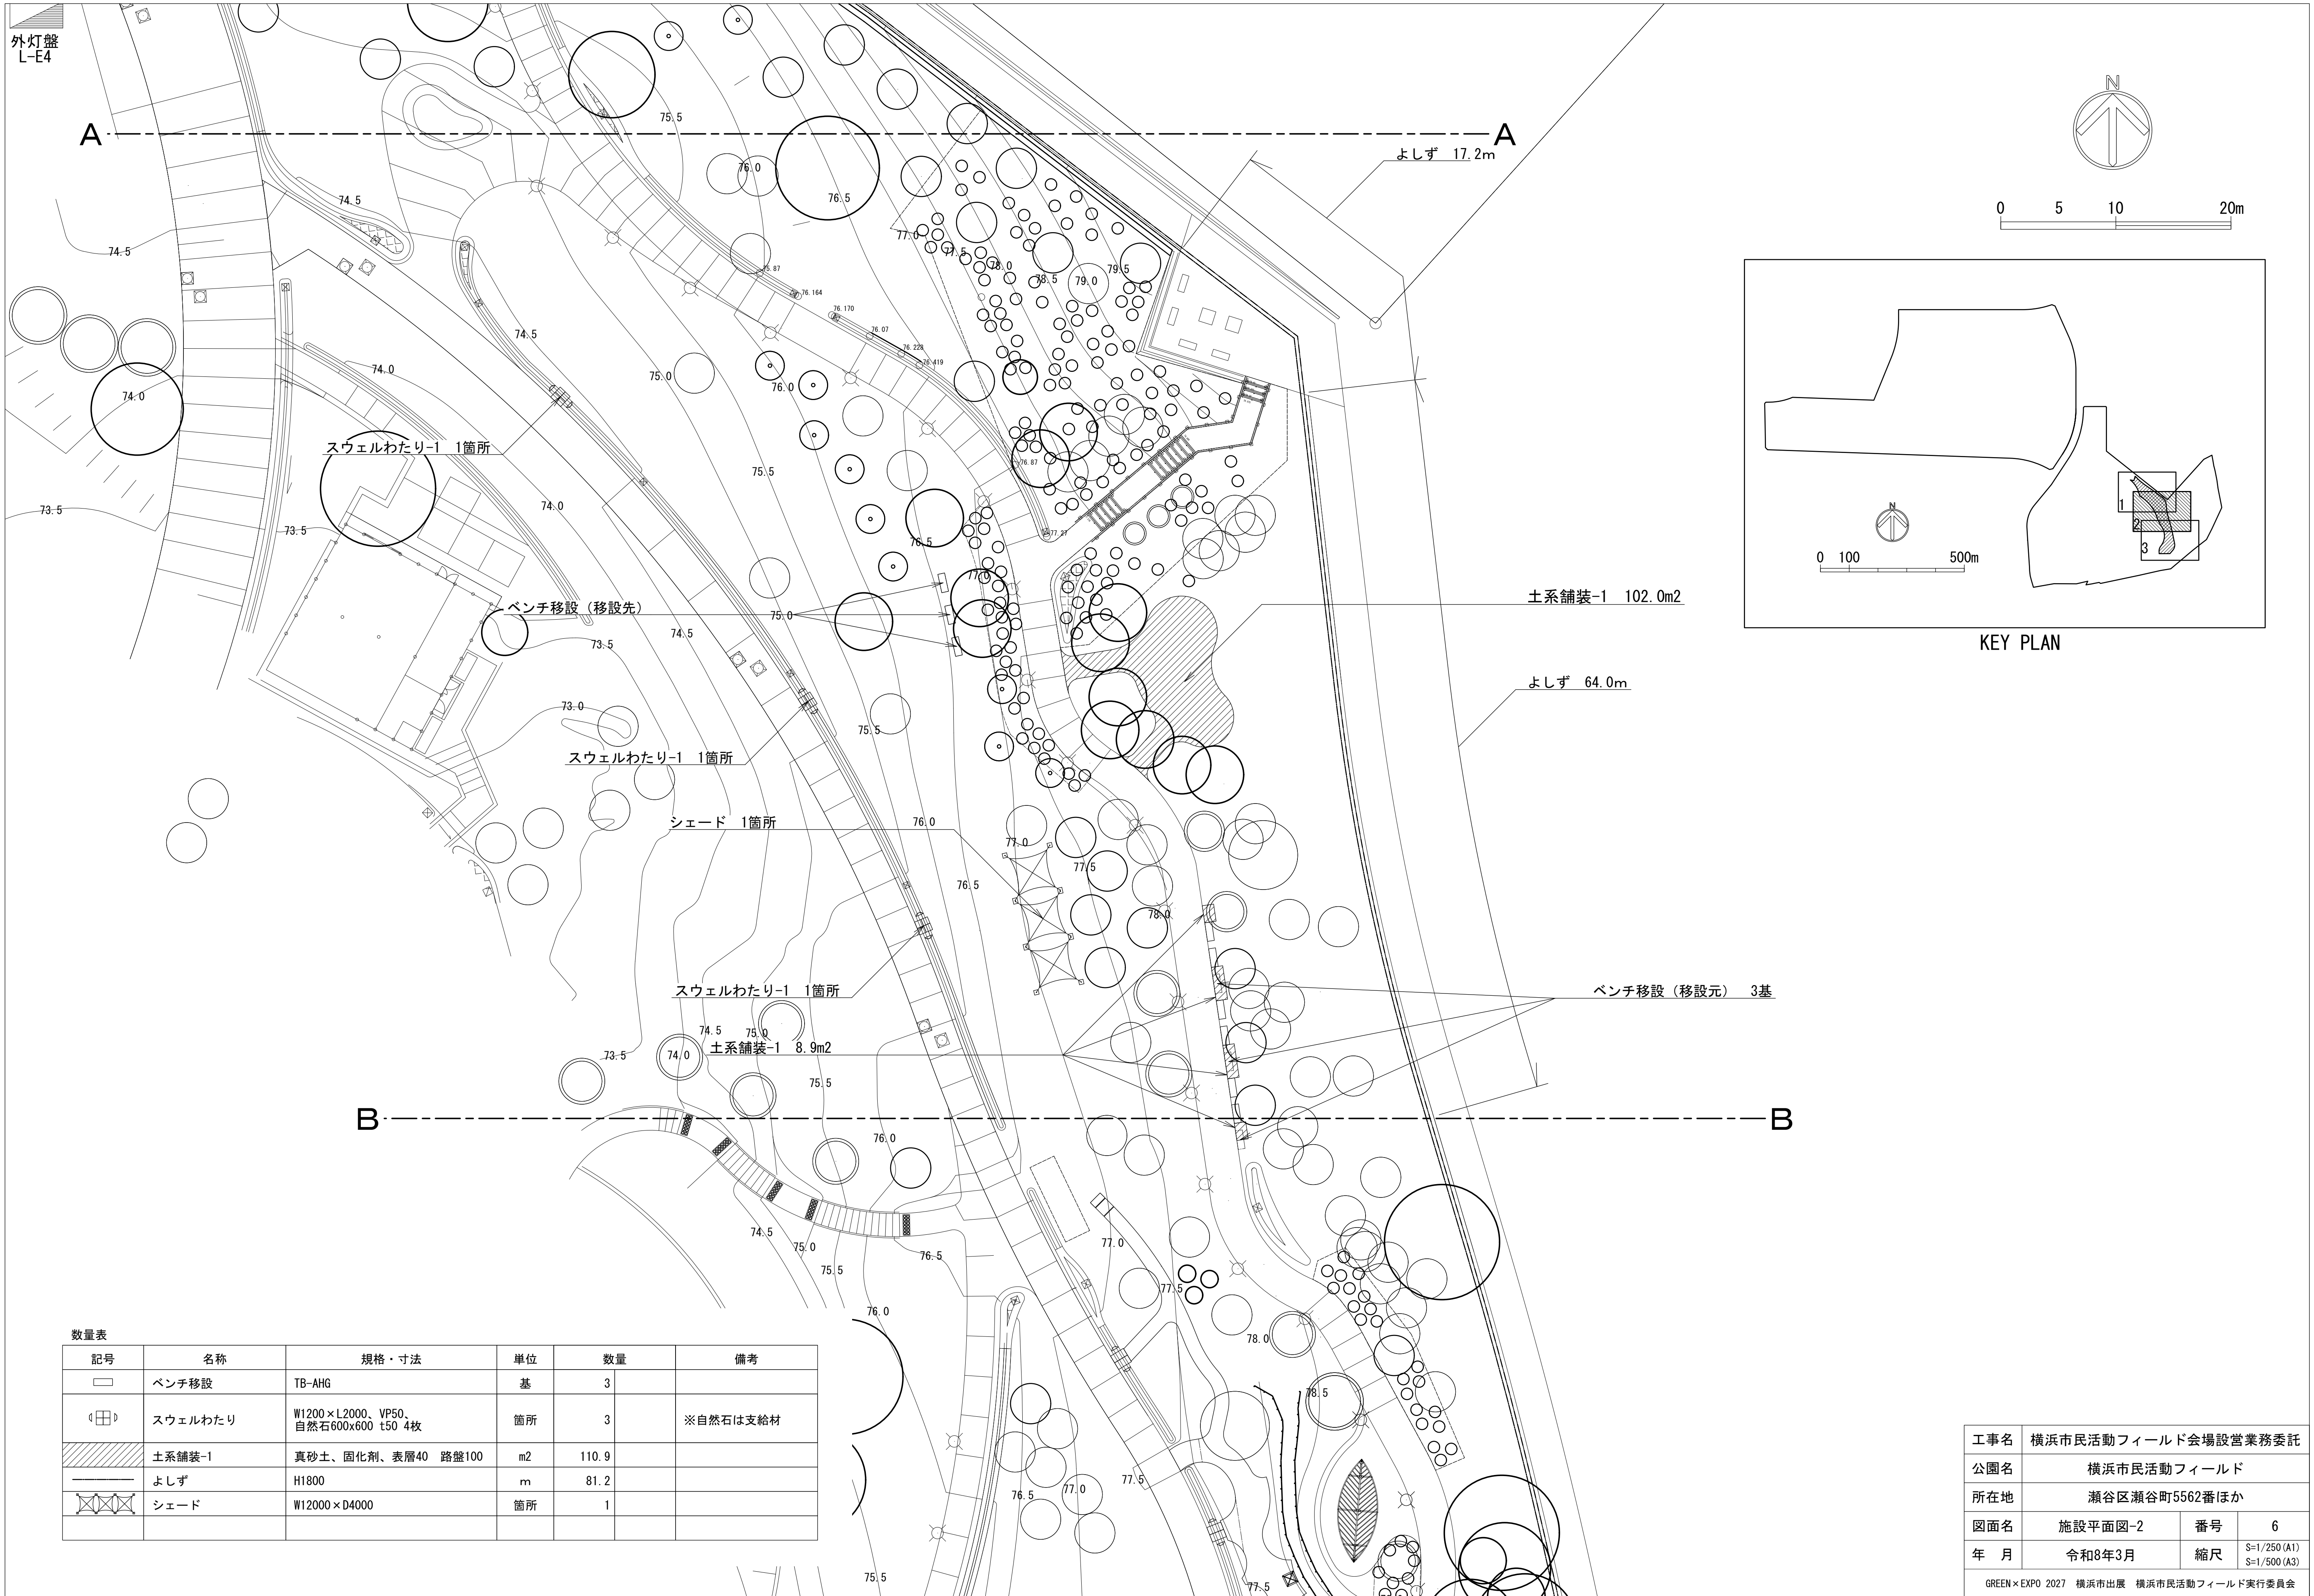 外灯盤
L-E4
A
A
よしず 17.2m
N
0 5 10 20m
75.5
76.0
76.5
74.5
74.5
77.0
77.5
78.0
78.5
79.0
79.5
75.87
76.164
76.170
76.07
76.228
76.419
74.5
74.0
75.0
76.0
74.0
スウェルわたり-1 1箇所
75.5
76.87
73.5
73.5
74.0
77.27
76.5
77.0
ベンチ移設（移設先）
75.0
74.5
73.5
土系舗装-1 102.0m2
1
2
3
N
0 100 500m
KEY PLAN
よしず 64.0m
73.0
75.5
スウェルわたり-1 1箇所
シェード 1箇所
76.0
77.0
77.5
76.5
78.0
スウェルわたり-1 1箇所
ベンチ移設（移設元） 3基
74.5
75.0
73.5
74.0
土系舗装-1 8.9m2
75.5
B
B
76.0
74.5
75.0
75.5
76.5
77.0
77.5
76.0
78.0
78.5
77.5
76.5
77.0
75.5
77.5
数量表
記号 名称 規格・寸法 単位 数量 備考
ベンチ移設 TB-AHG 基 3
スウェルわたり W1200×L2000、VP50、
自然石600x600 t50 4枚 箇所 3 ※自然石は支給材
土系舗装-1 真砂土、固化剤、表層40 路盤100 m2 110.9
よしず H1800 m 81.2
シェード W12000×D4000 箇所 1
工事名 横浜市民活動フィールド会場設営業務委託
公園名 横浜市民活動フィールド
所在地 瀬谷区瀬谷町5562番ほか
図面名 施設平面図-2 番号 6
年 月 令和8年3月 縮尺 S=1/250(A1)
S=1/500(A3)
GREEN×EXPO 2027 横浜市出展 横浜市民活動フィールド実行委員会